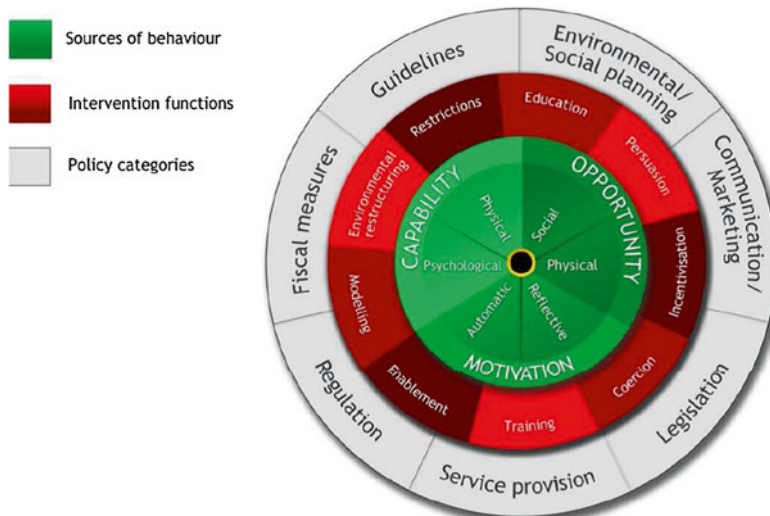 Sources of behaviour
Intervention functions
Policy categories
Guidelines
Environmental/
Social planning
Communication/
Marketing
Legislation
Service provision
Regulation
Fiscal measures
Restrictions
Education
Persuasion
Incentivisation
Coercion
Training
Enablement
Modelling
Environmental
restructuring
CAPABILITY
OPPORTUNITY
MOTIVATION
Physical
Social
Psychological
Physical
Automatic
Reflective